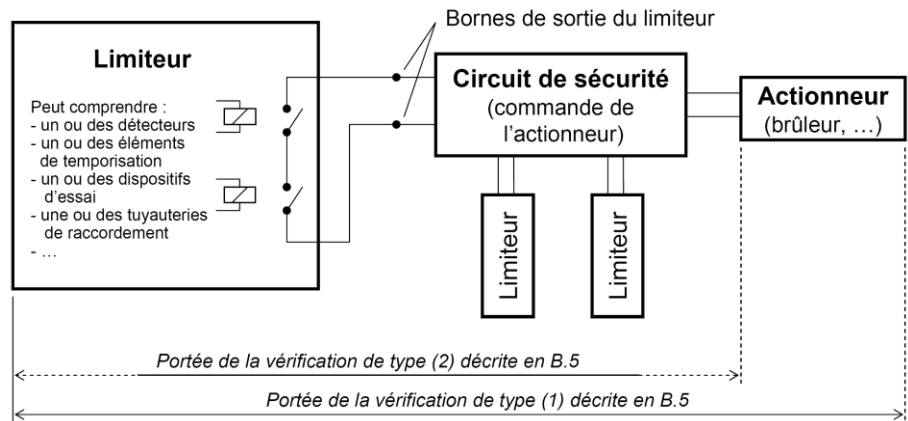 Bornes de sortie du limiteur
Limiteur
Peut comprendre :
- un ou des détecteurs
- un ou des éléments
de temporisation
- un ou des dispositifs
d'essai
- une ou des tuyauteries
de raccordement
- …
Circuit de sécurité
(commande de
l'actionneur)
Actionneur
(brûleur, …)
Limiteur
Limiteur
Portée de la vérification de type (2) décrite en B.5
Portée de la vérification de type (1) décrite en B.5